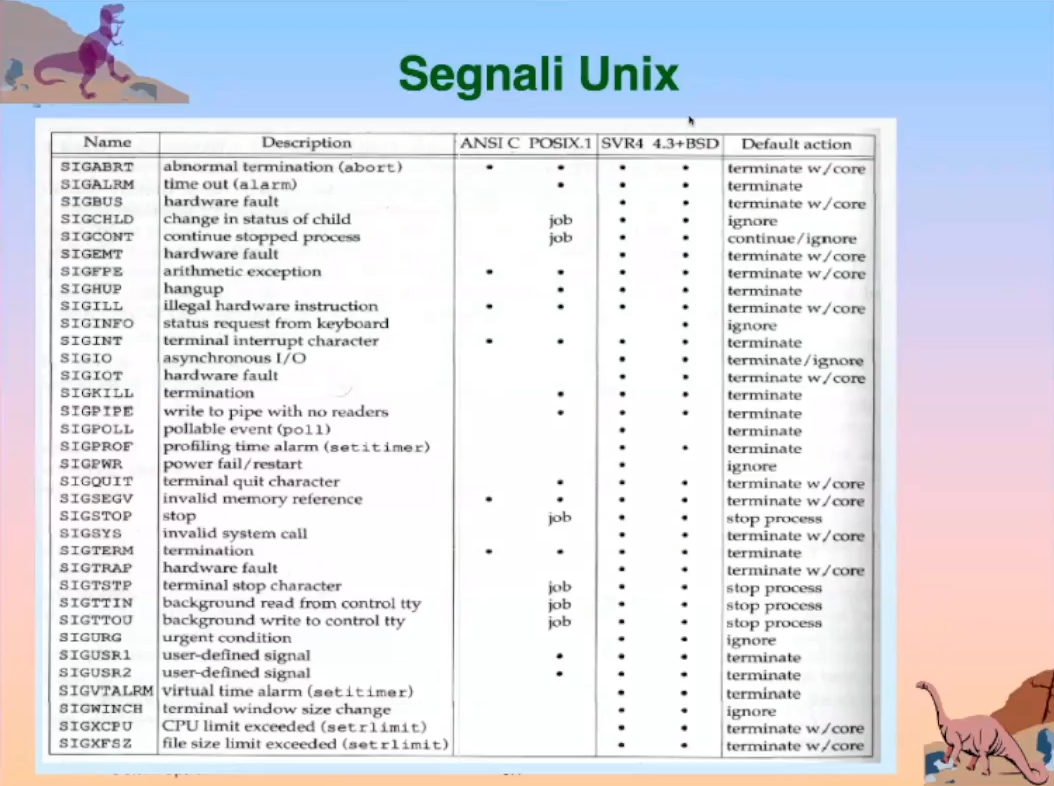 Segnali Unix
Name Description ANSI C POSIX.1 SVR4 4.3+BSD Default action
SIGABRT abnormal termination (abort) • • • • terminate w/core
SIGALRM time out (alarm) • • • terminate
SIGBUS hardware fault • • terminate w/core
SIGCHLD change in status of child job • • ignore
SIGCONT continue stopped process job • • continue/ignore
SIGEMT hardware fault • • terminate w/core
SIGFPE arithmetic exception • • • • terminate w/core
SIGHUP hangup • • • terminate
SIGILL illegal hardware instruction • • • • terminate w/core
SIGINFO status request from keyboard • ignore
SIGINT terminal interrupt character • • • • terminate
SIGIO asynchronous I/O • • terminate/ignore
SIGIOT hardware fault • • terminate w/core
SIGKILL termination • • • terminate
SIGPIPE write to pipe with no readers • • • terminate
SIGPOLL pollable event (poll) • terminate
SIGPROF profiling time alarm (setitimer) • • terminate
SIGPWR power fail/restart • ignore
SIGQUIT terminal quit character • • • terminate w/core
SIGSEGV invalid memory reference • • • • terminate w/core
SIGSTOP stop job • • stop process
SIGSYS invalid system call • • terminate w/core
SIGTERM termination • • • • terminate
SIGTRAP hardware fault • • terminate w/core
SIGTSTP terminal stop character job • • stop process
SIGTTIN background read from control tty job • • stop process
SIGTTOU background write to control tty job • • stop process
SIGURG urgent condition • • ignore
SIGUSR1 user-defined signal • • • terminate
SIGUSR2 user-defined signal • • • terminate
SIGVTALRM virtual time alarm (setitimer) • • terminate
SIGWINCH terminal window size change • • ignore
SIGXCPU CPU limit exceeded (setrlimit) • • terminate w/core
SIGXFSZ file size limit exceeded (setrlimit) • • terminate w/core